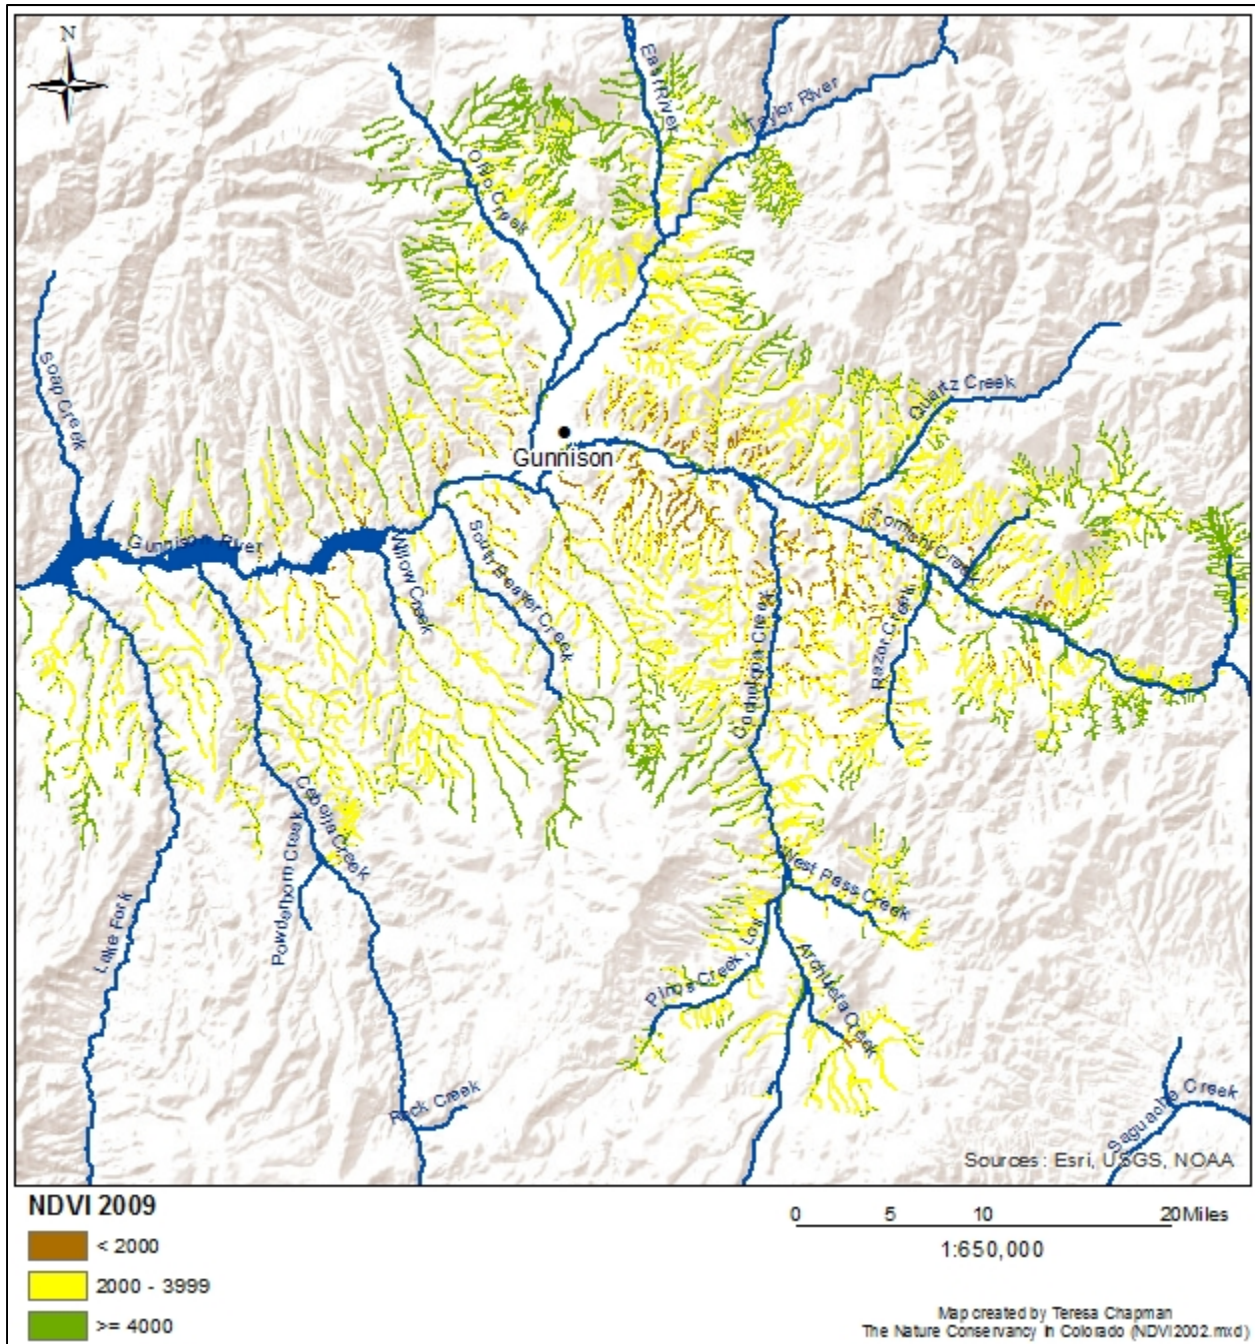 N
East River
Taylor River
Ohio Creek
Soap Creek
Quartz Creek
Gunnison
Gunnison River
Tomichi Creek
Willow Creek
South Beaver Creek
Cochetopa Creek
Razor Creek
Cebolla Creek
Powderhorn Creek
West Pass Creek
Lake Fork
Pinos Creek, Los
Archuleta Creek
Rock Creek
Saguache Creek
Sources: Esri, USGS, NOAA
NDVI 2009
< 2000
2000 - 3999
>= 4000
0 5 10 20 Miles
1:650,000
Map created by Teresa Chapman
The Nature Conservancy in Colorado (NDVI2002.mxd)